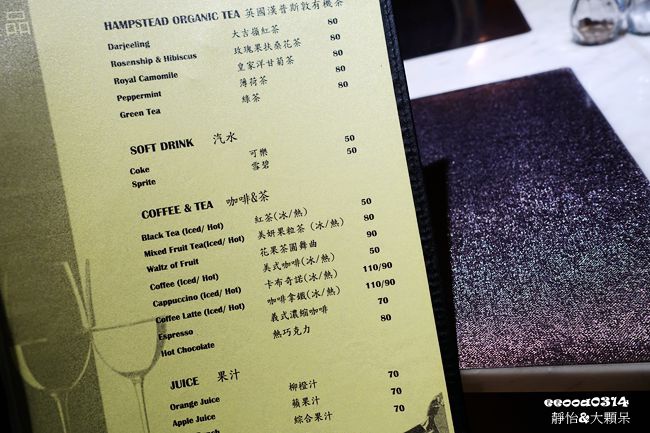 品
HAMPSTEAD ORGANIC TEA 英國漢普斯敦有機茶
Darjeeling 大吉嶺紅茶 80
Rosenship & Hibiscus 玫瑰果扶桑花茶 80
Royal Camomile 皇家洋甘菊茶 80
Peppermint 薄荷茶 80
Green Tea 綠茶 80
SOFT DRINK 汽水
Coke 可樂 50
Sprite 雪碧 50
COFFEE & TEA 咖啡&茶
Black Tea (Iced/ Hot) 紅茶(冰/熱) 50
Mixed Fruit Tea(Iced/ Hot) 美妍果粒茶 (冰/熱) 80
Waltz of Fruit 花果茶圓舞曲 90
Coffee (Iced/ Hot) 美式咖啡(冰/熱) 50
Cappuccino (Iced/ Hot) 卡布奇諾(冰/熱) 110/90
Coffee Latte (Iced/ Hot) 咖啡拿鐵(冰/熱) 110/90
Espresso 義式濃縮咖啡 70
Hot Chocolate 熱巧克力 80
JUICE 果汁
Orange Juice 柳橙汁 70
Apple Juice 蘋果汁 70
綜合果汁 70
eeooa0314
靜怡&大顆呆